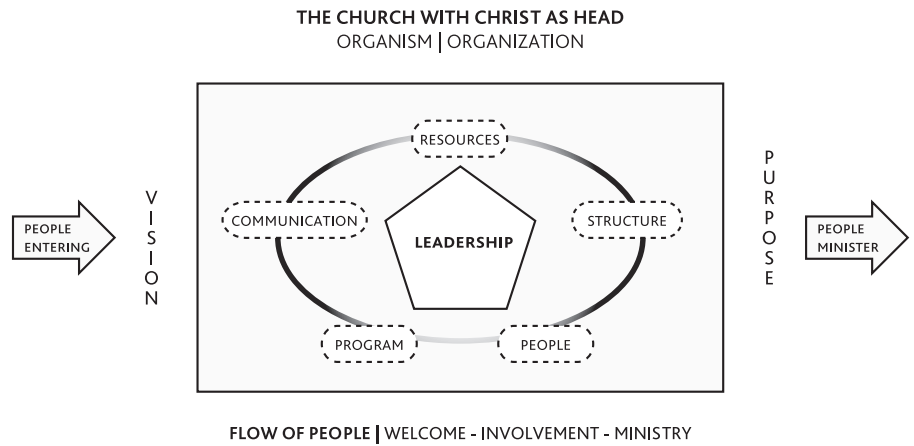 THE CHURCH WITH CHRIST AS HEAD
ORGANISM | ORGANIZATION
PEOPLE
ENTERING
VISION
RESOURCES
COMMUNICATION
STRUCTURE
LEADERSHIP
PROGRAM
PEOPLE
PURPOSE
PEOPLE
MINISTER
FLOW OF PEOPLE | WELCOME - INVOLVEMENT - MINISTRY